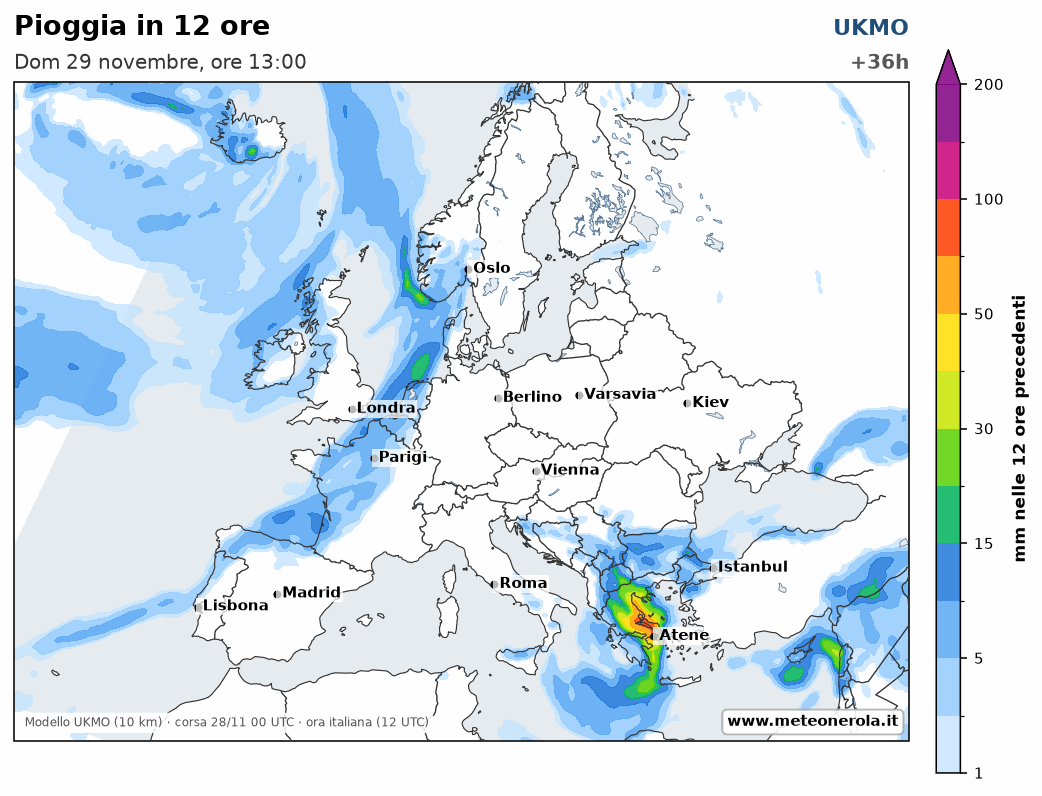 Pioggia in 12 ore
UKMO
Dom 29 novembre, ore 13:00
+36h
200
100
50
30
15
5
1
mm nelle 12 ore precedenti
Oslo
Berlino
Varsavia
Kiev
Londra
Parigi
Vienna
Istanbul
Roma
Madrid
Lisbona
Atene
Modello UKMO (10 km) · corsa 28/11 00 UTC · ora italiana (12 UTC)
www.meteonerola.it